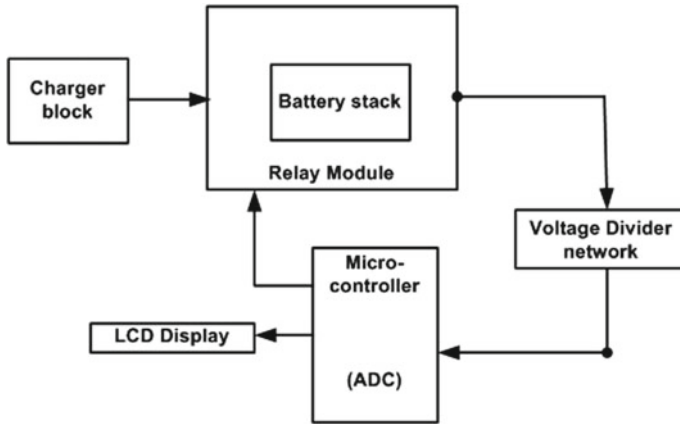 Charger
block
Battery stack
Relay Module
Voltage Divider
network
Micro-
controller
(ADC)
LCD Display